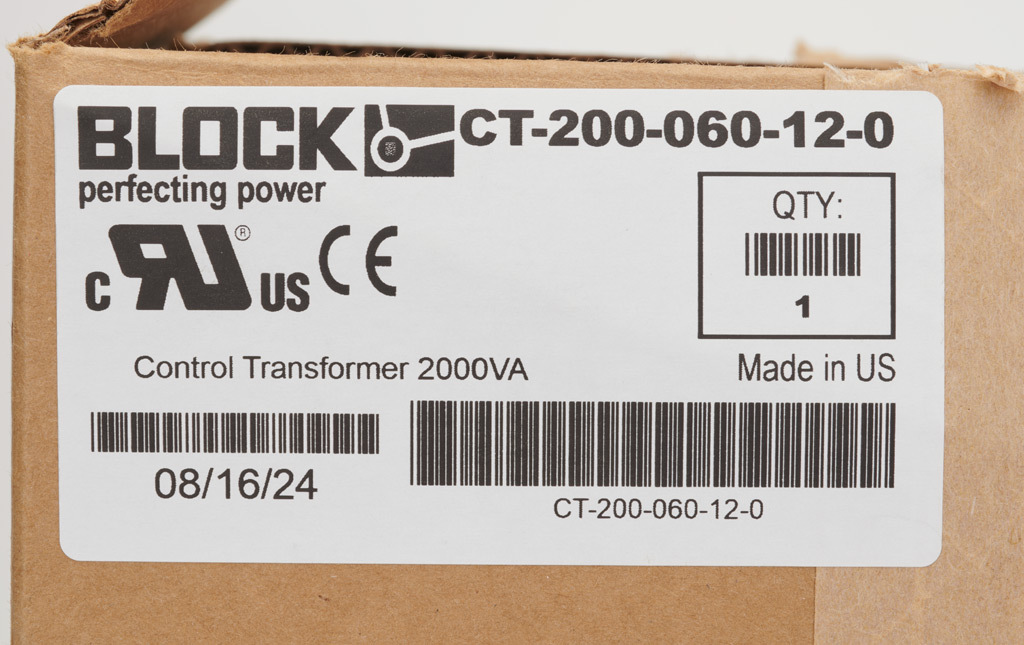 BLOCK
perfecting power
CT-200-060-12-0
QTY:
1
C RU® US CE
Control Transformer 2000VA
Made in US
08/16/24
CT-200-060-12-0